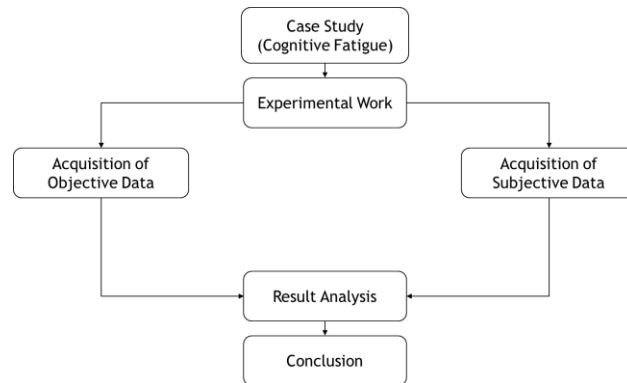 Case Study
(Cognitive Fatigue)
Experimental Work
Acquisition of
Objective Data
Acquisition of
Subjective Data
Result Analysis
Conclusion